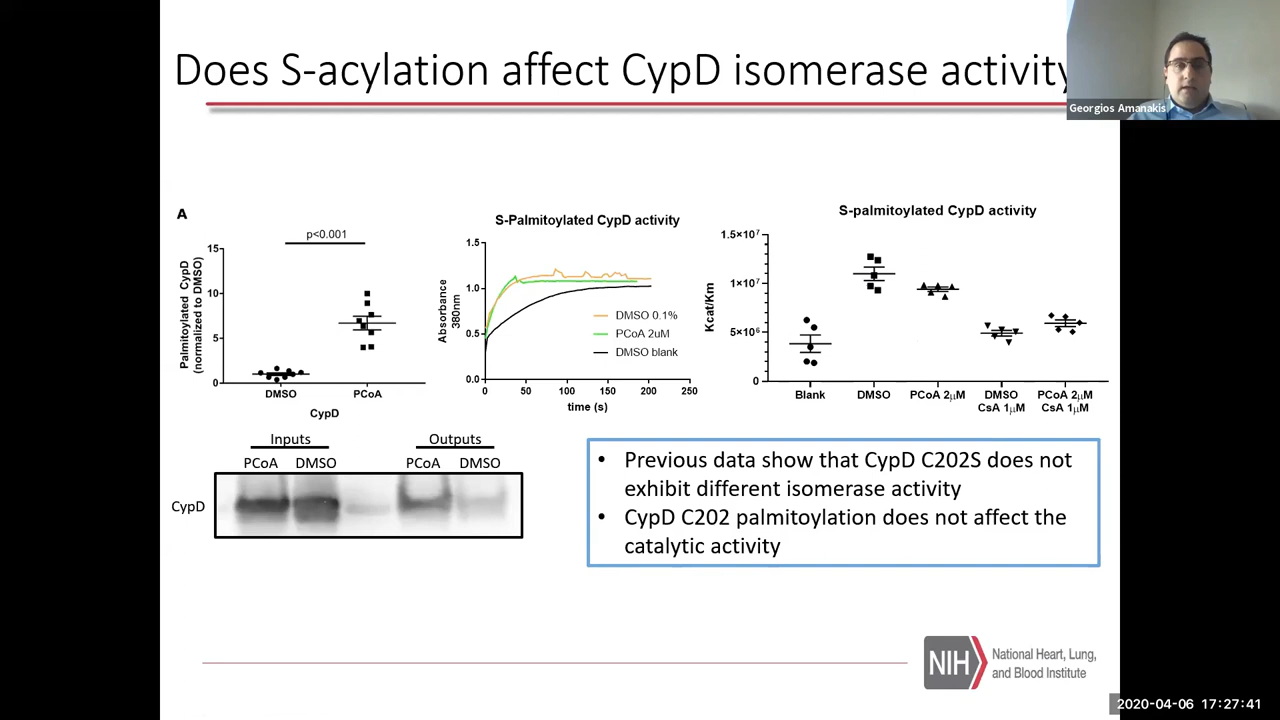 Does S-acylation affect CypD isomerase activity
Georgios Amanakis
A
p<0.001
Palmitoylated CypD
(normalized to DMSO)
15
10
5
0
DMSO
PCoA
CypD
S-Palmitoylated CypD activity
Absorbance
380nm
1.5
1.0
0.5
0.0
0
50
100
150
200
250
time (s)
DMSO 0.1%
PCoA 2uM
DMSO blank
S-palmitoylated CypD activity
Kcat/Km
1.5×10⁷
1×10⁷
5×10⁶
0
Blank
DMSO
PCoA 2μM
DMSO
CsA 1μM
PCoA 2μM
CsA 1μM
Inputs
Outputs
PCoA DMSO
PCoA DMSO
CypD
• Previous data show that CypD C202S does not
exhibit different isomerase activity
• CypD C202 palmitoylation does not affect the
catalytic activity
NIH
National Heart, Lung,
and Blood Institute
2020-04-06 17:27:41